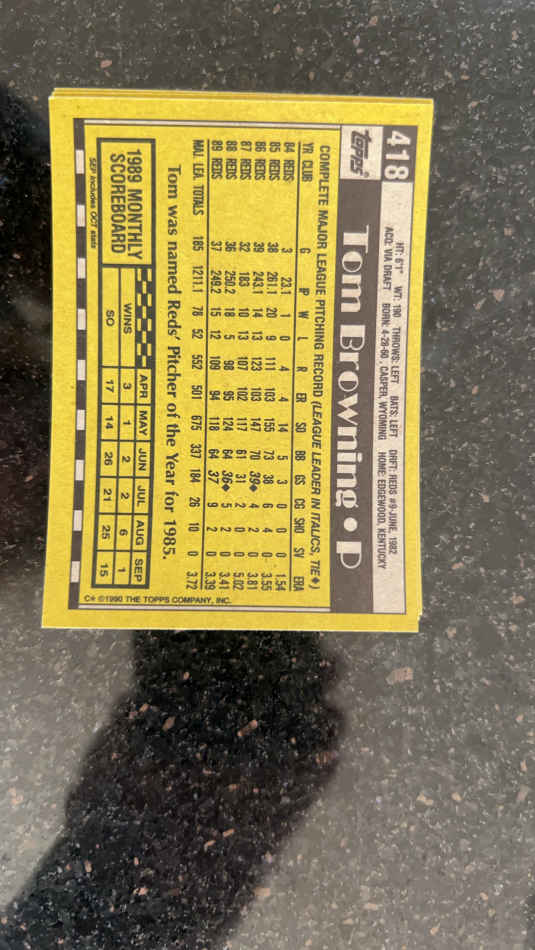 418
HT: 6'1" WT: 190 THROWS: LEFT BATS: LEFT DRFT: REDS #9-JUNE, 1982
ACQ: VIA DRAFT BORN: 4-28-60, CASPER, WYOMING HOME: EDGEWOOD, KENTUCKY
TOPPS Tom Browning • P
COMPLETE MAJOR LEAGUE PITCHING RECORD (LEAGUE LEADER IN ITALICS, TIE ♦)
YR CLUB G IP W L R ER SO BB GS CG SHO SV ERA
84 REDS 3 23.1 1 0 4 4 14 5 3 0 0 0 1.54
85 REDS 38 261.1 20 9 111 103 155 73 38 6 4 0 3.55
86 REDS 39 243.1 14 13 123 103 147 70 39♦ 4 2 0 3.81
87 REDS 32 183 10 13 107 102 117 61 31 2 0 0 5.02
88 REDS 36 250.2 18 5 98 95 124 64 36♦ 5 2 0 3.41
89 REDS 37 249.2 15 12 109 94 118 64 37 9 2 0 3.39
MAJ. LEA. TOTALS 185 1211.1 78 52 552 501 675 337 184 26 10 0 3.72
Tom was named Reds' Pitcher of the Year for 1985.
1989 MONTHLY
SCOREBOARD
APR MAY JUN JUL AUG SEP
WINS 3 1 2 2 6 1
SO 17 14 26 21 25 15
SEP includes OCT stats
C* ©1990 THE TOPPS COMPANY, INC.